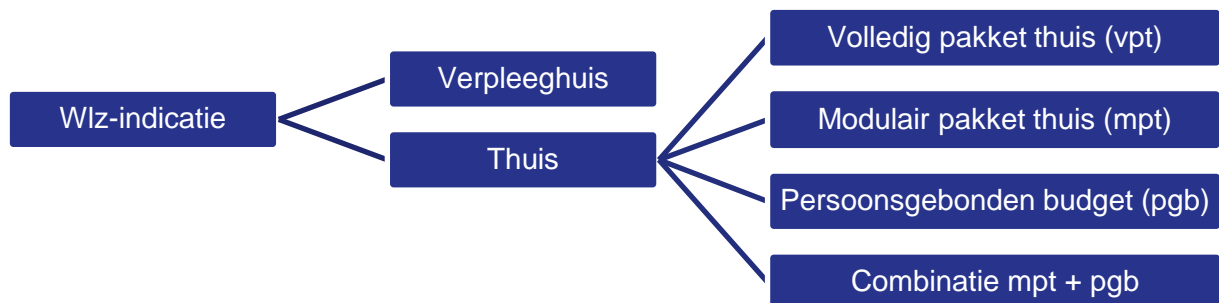 Wlz-indicatie
Verpleeghuis
Thuis
Volledig pakket thuis (vpt)
Modulair pakket thuis (mpt)
Persoonsgebonden budget (pgb)
Combinatie mpt + pgb